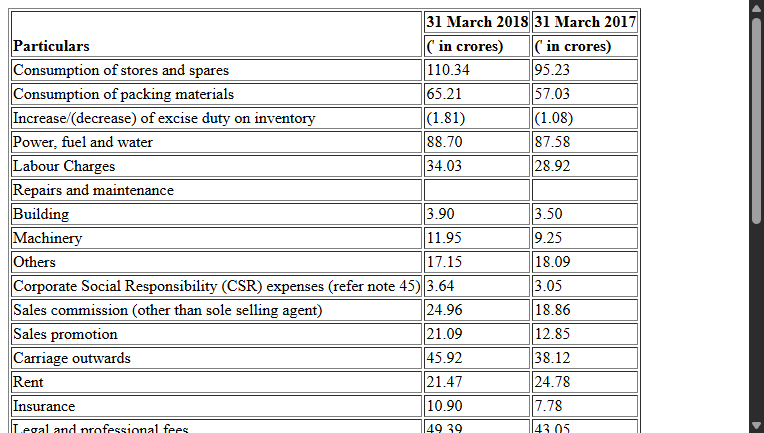 31 March 2018 31 March 2017
Particulars (` in crores) (` in crores)
Consumption of stores and spares 110.34 95.23
Consumption of packing materials 65.21 57.03
Increase/(decrease) of excise duty on inventory (1.81) (1.08)
Power, fuel and water 88.70 87.58
Labour Charges 34.03 28.92
Repairs and maintenance
Building 3.90 3.50
Machinery 11.95 9.25
Others 17.15 18.09
Corporate Social Responsibility (CSR) expenses (refer note 45) 3.64 3.05
Sales commission (other than sole selling agent) 24.96 18.86
Sales promotion 21.09 12.85
Carriage outwards 45.92 38.12
Rent 21.47 24.78
Insurance 10.90 7.78
Legal and professional fees 49.39 43.05